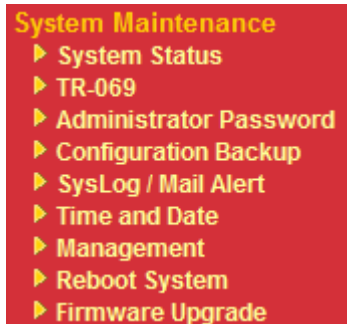 System Maintenance
System Status
TR-069
Administrator Password
Configuration Backup
SysLog / Mail Alert
Time and Date
Management
Reboot System
Firmware Upgrade